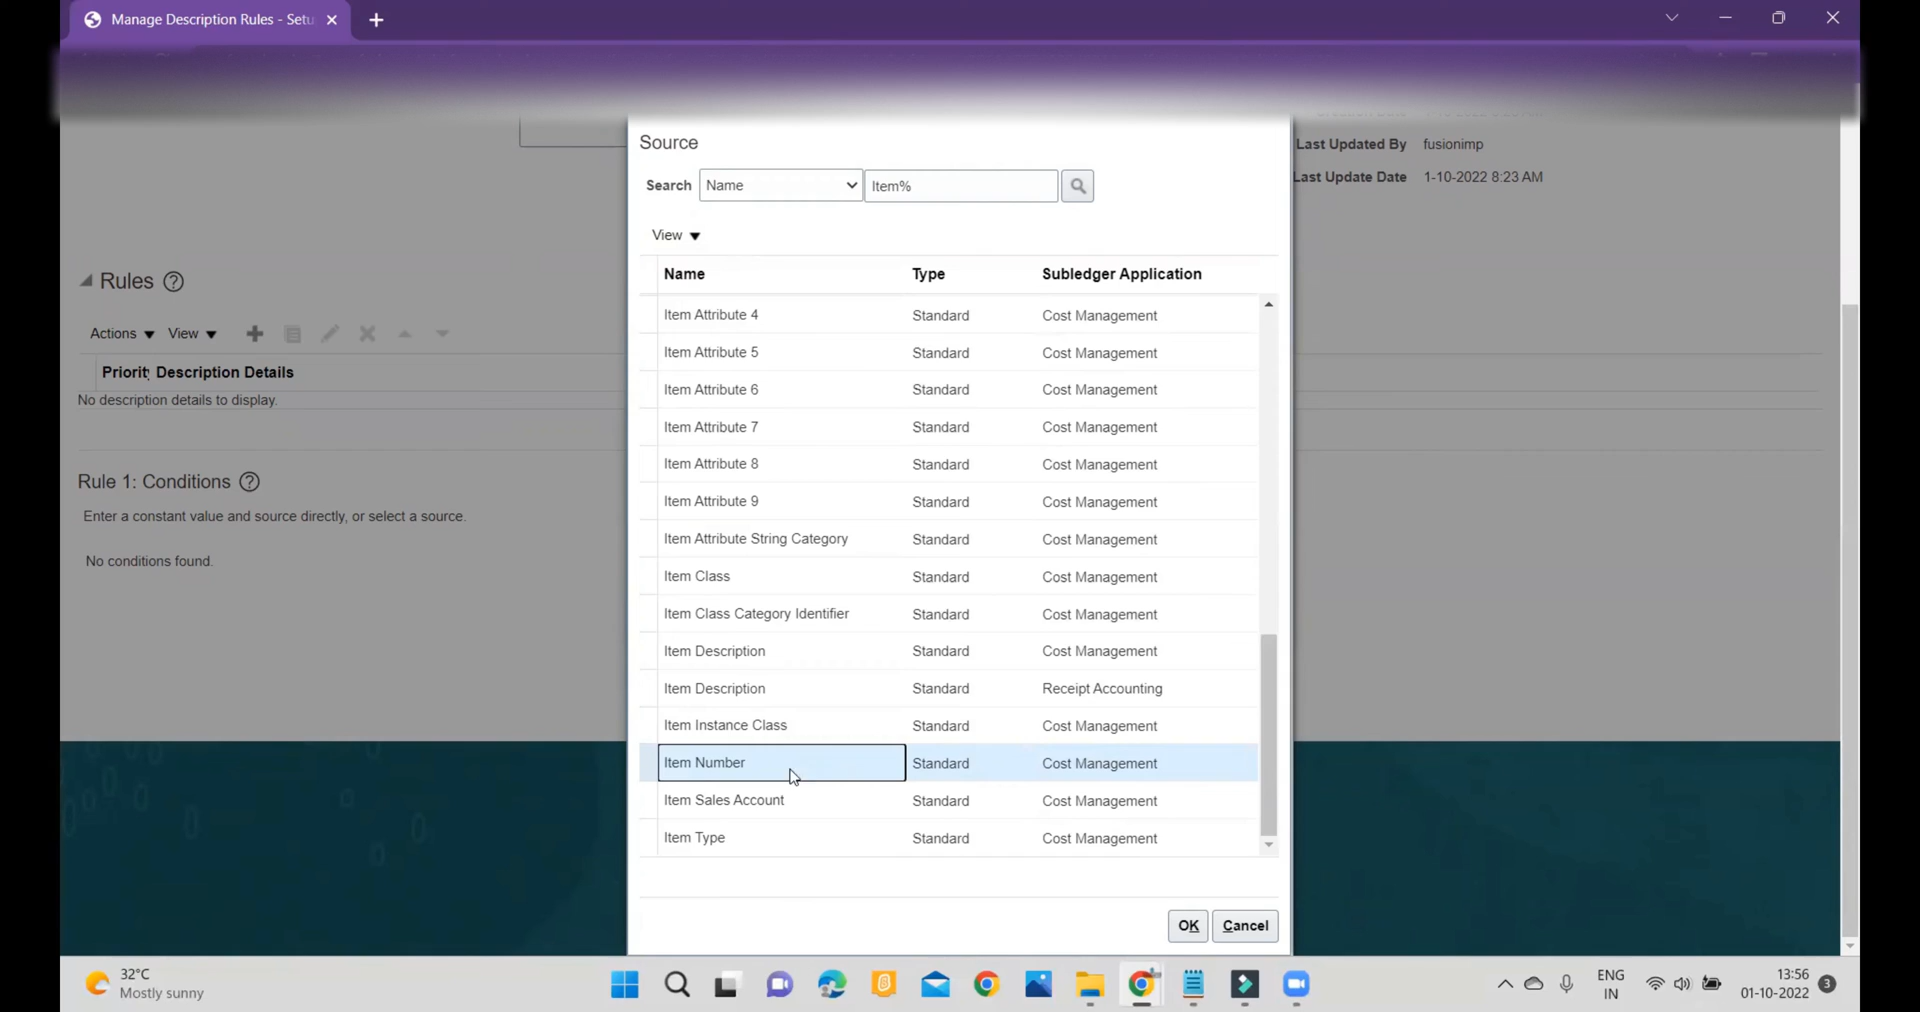 Manage Description Rules - Setu
Source
Search Name Item%
View
Name Type Subledger Application
Item Attribute 4 Standard Cost Management
Item Attribute 5 Standard Cost Management
Item Attribute 6 Standard Cost Management
Item Attribute 7 Standard Cost Management
Item Attribute 8 Standard Cost Management
Item Attribute 9 Standard Cost Management
Item Attribute String Category Standard Cost Management
Item Class Standard Cost Management
Item Class Category Identifier Standard Cost Management
Item Description Standard Cost Management
Item Description Standard Receipt Accounting
Item Instance Class Standard Cost Management
Item Number Standard Cost Management
Item Sales Account Standard Cost Management
Item Type Standard Cost Management
OK Cancel
Last Updated By fusionimp
Last Update Date 1-10-2022 8:23 AM
Rules
Actions View
Priorit Description Details
No description details to display.
Rule 1: Conditions
Enter a constant value and source directly, or select a source.
No conditions found.
32°C
Mostly sunny
ENG
IN
13:56
01-10-2022
3